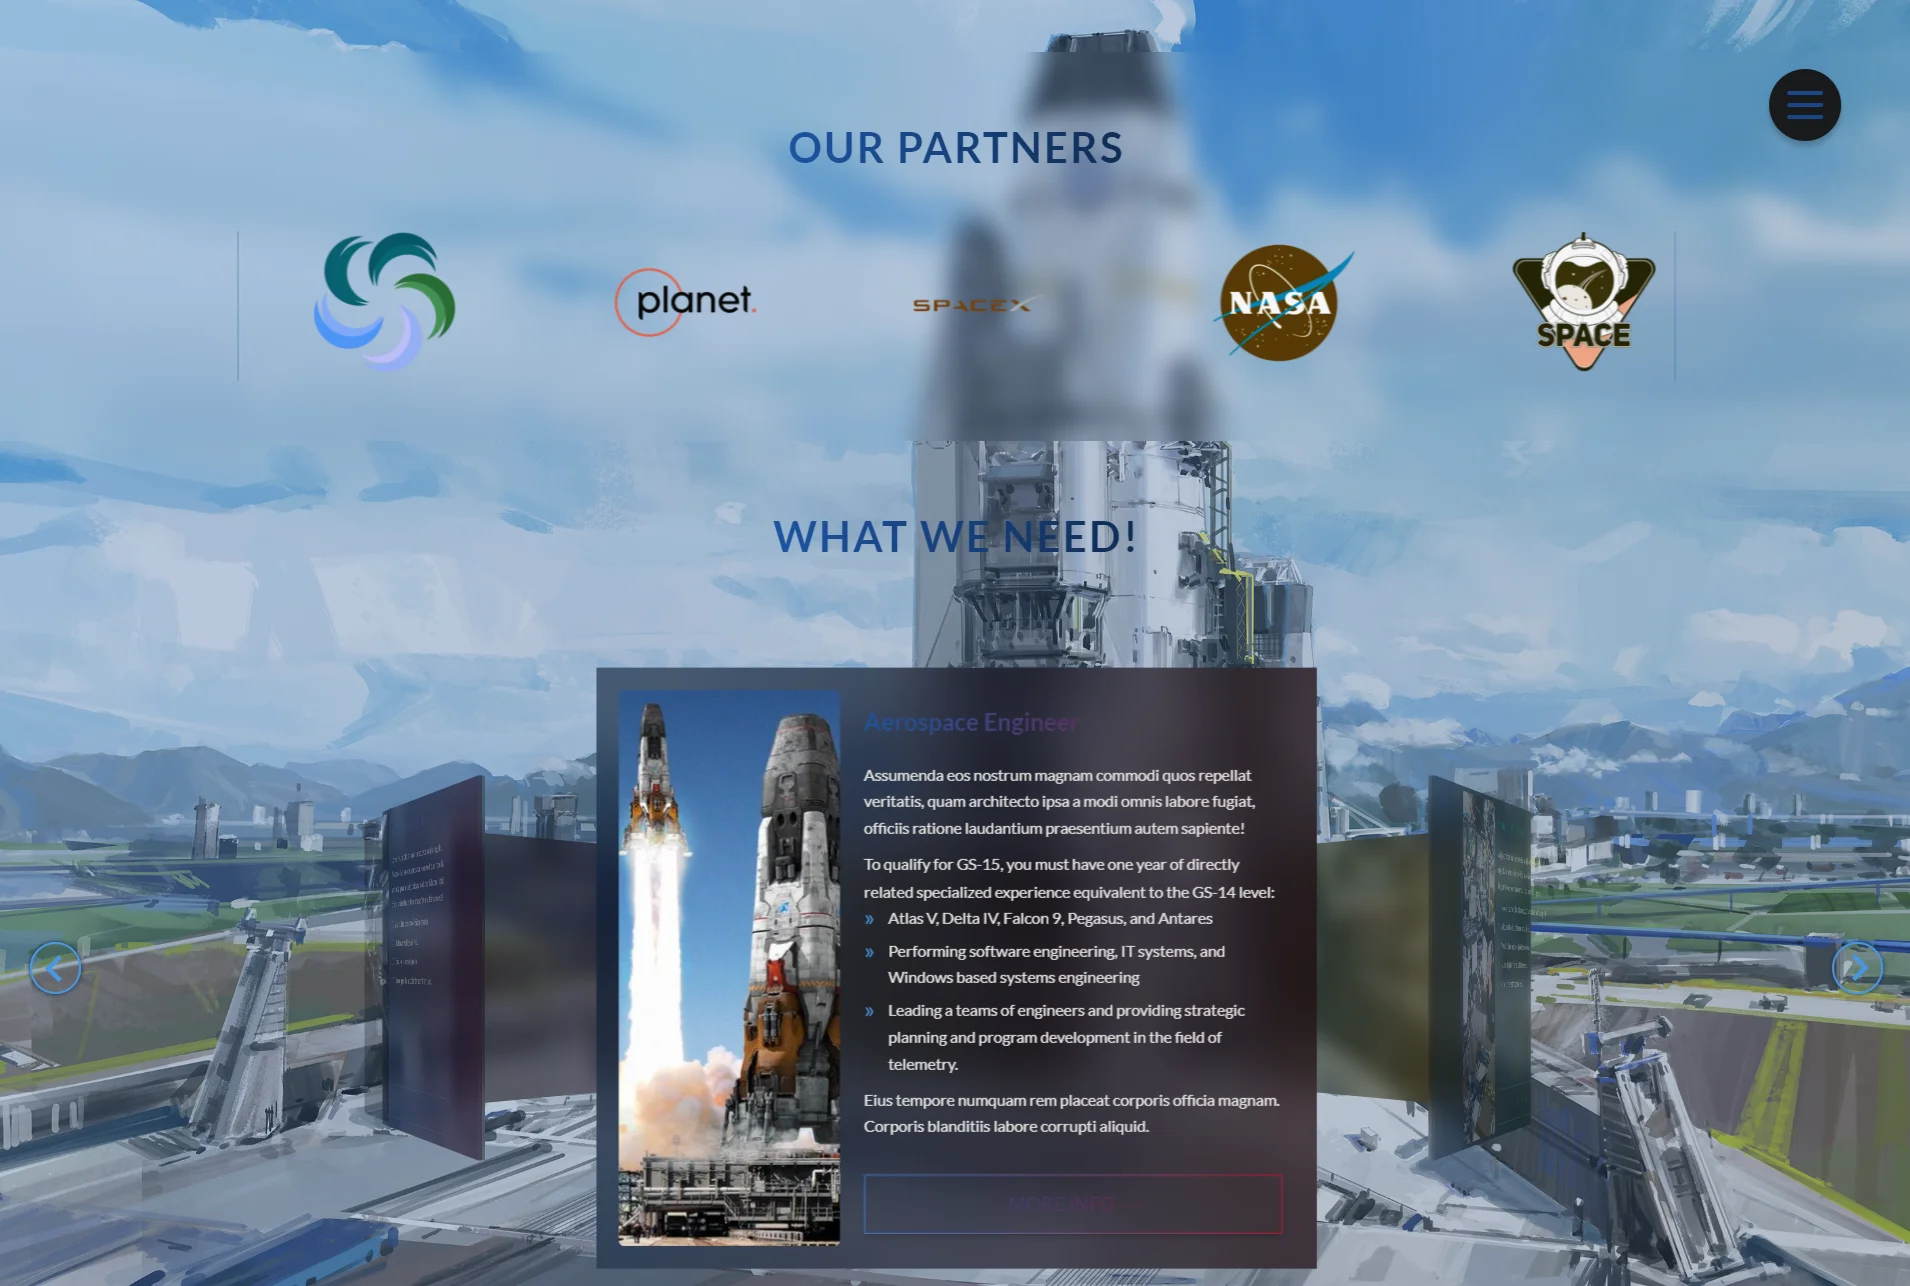 OUR PARTNERS
planet.
SPACEX
NASA
SPACE
WHAT WE NEED!
Aerospace Engineer
Assumenda eos nostrum magnam commodi quos repellat
veritatis, quam architecto ipsa a modi omnis labore fugiat,
officiis ratione laudantium praesentium autem sapiente!
To qualify for GS-15, you must have one year of directly
related specialized experience equivalent to the GS-14 level:
» Atlas V, Delta IV, Falcon 9, Pegasus, and Antares
» Performing software engineering, IT systems, and
Windows based systems engineering
» Leading a teams of engineers and providing strategic
planning and program development in the field of
telemetry.
Eius tempore numquam rem placeat corporis officia magnam.
Corporis blanditiis labore corrupti aliquid.
MORE INFO